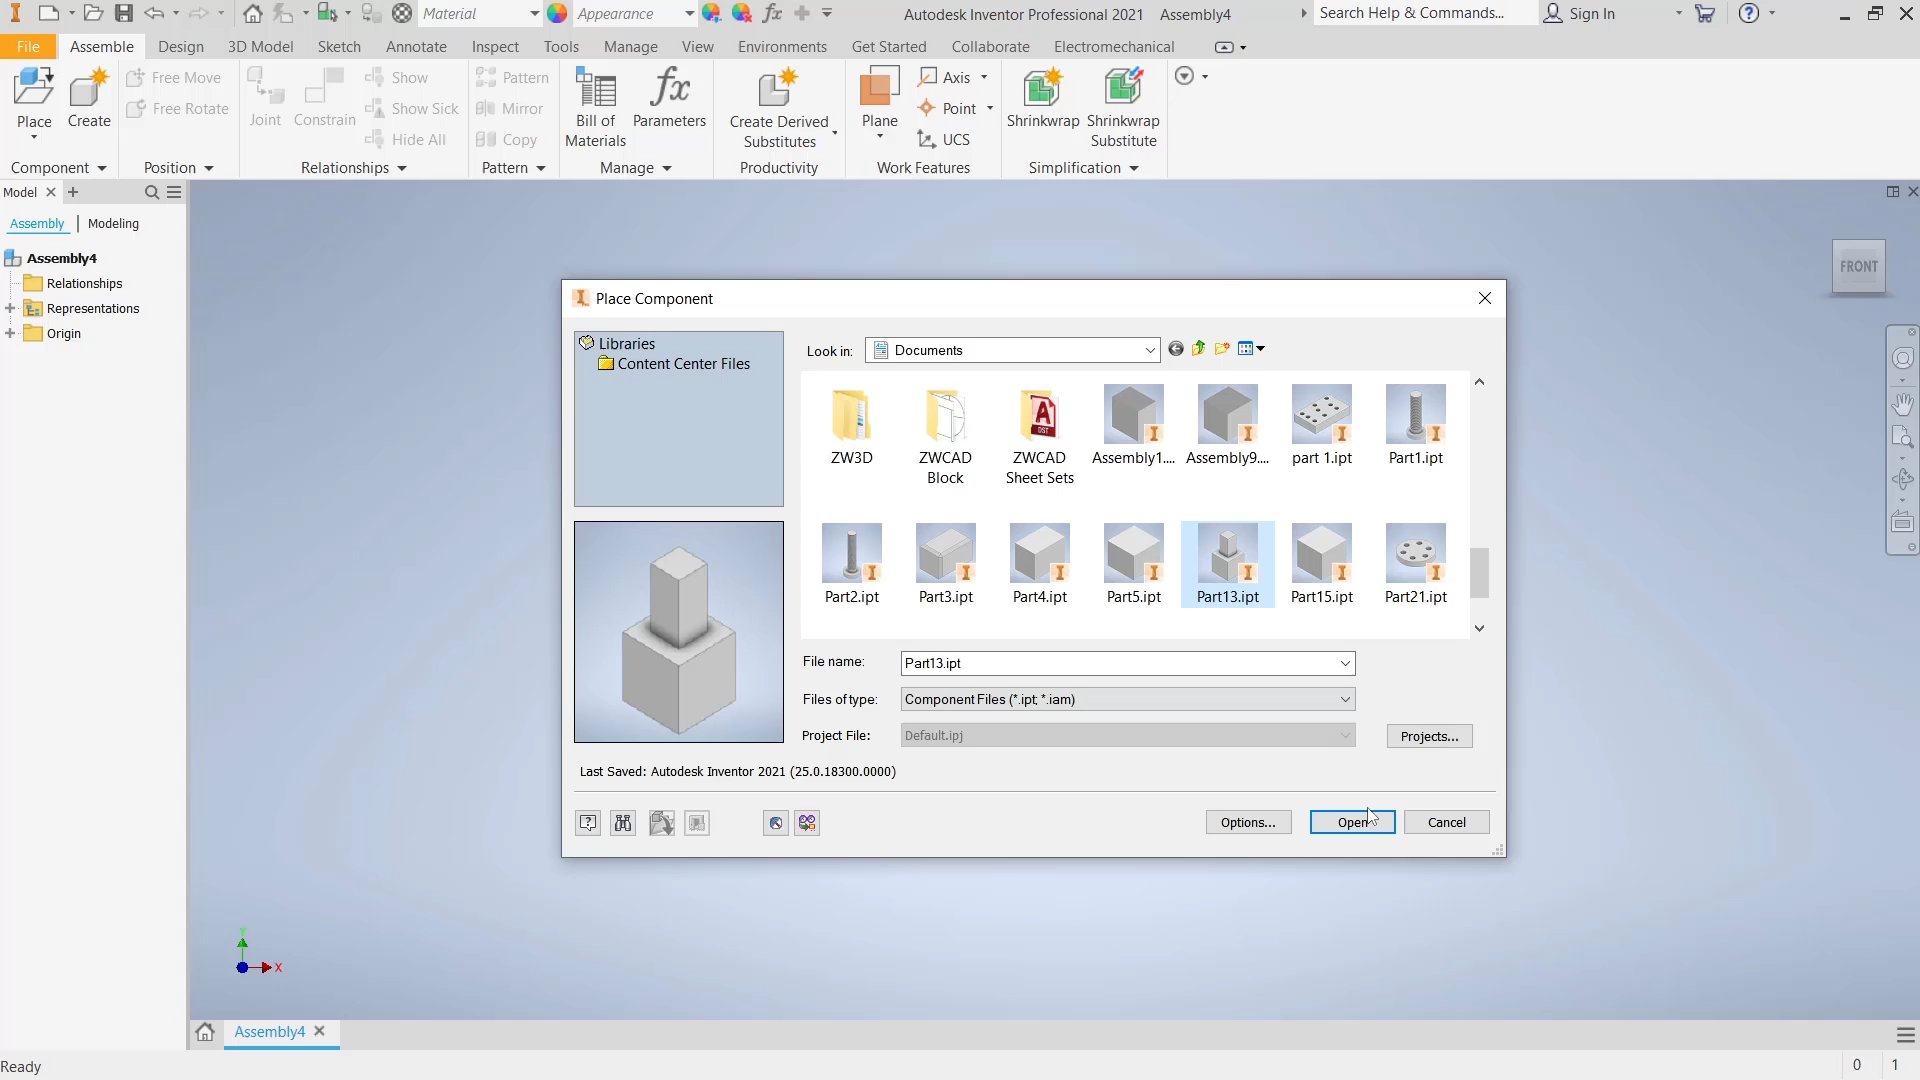 Material
Appearance
Autodesk Inventor Professional 2021 Assembly4
Search Help & Commands...
Sign In
File
Assemble
Design
3D Model
Sketch
Annotate
Inspect
Tools
Manage
View
Environments
Get Started
Collaborate
Electromechanical
Place
Create
Free Move
Free Rotate
Joint
Constrain
Show
Show Sick
Hide All
Pattern
Mirror
Copy
Bill of
Materials
Parameters
Create Derived
Substitutes
Plane
Axis
Point
UCS
Shrinkwrap
Shrinkwrap
Substitute
Component
Position
Relationships
Pattern
Manage
Productivity
Work Features
Simplification
Model
Assembly
Modeling
Assembly4
Relationships
Representations
Origin
FRONT
Place Component
Libraries
Content Center Files
Look in:
Documents
ZW3D
ZWCAD
Block
ZWCAD
Sheet Sets
Assembly1....
Assembly9....
part 1.ipt
Part1.ipt
Part2.ipt
Part3.ipt
Part4.ipt
Part5.ipt
Part13.ipt
Part15.ipt
Part21.ipt
File name:
Part13.ipt
Files of type:
Component Files (*.ipt; *.iam)
Project File:
Default.ipj
Projects...
Last Saved: Autodesk Inventor 2021 (25.0.18300.0000)
Options...
Open
Cancel
Y
X
Assembly4
Ready
0
1